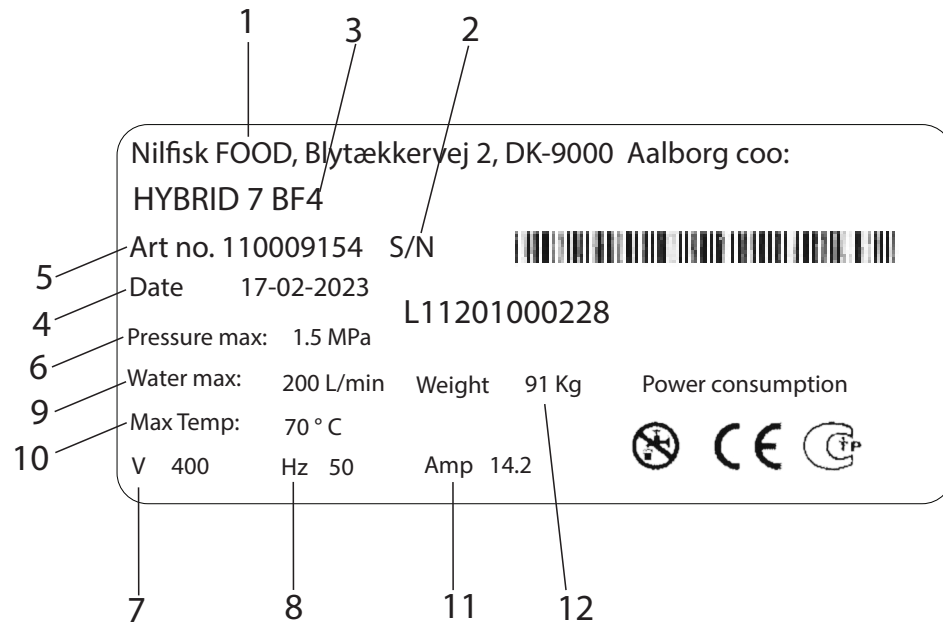 1
3
2
Nilfisk FOOD, Blytækkervej 2, DK-9000 Aalborg coo:
HYBRID 7 BF4
5
Art no. 110009154 S/N
4
Date 17-02-2023
L11201000228
6
Pressure max: 1.5 MPa
9
Water max: 200 L/min Weight 91 Kg Power consumption
10
Max Temp: 70 ° C
V 400 Hz 50 Amp 14.2
CE
C TP
7
8
11
12